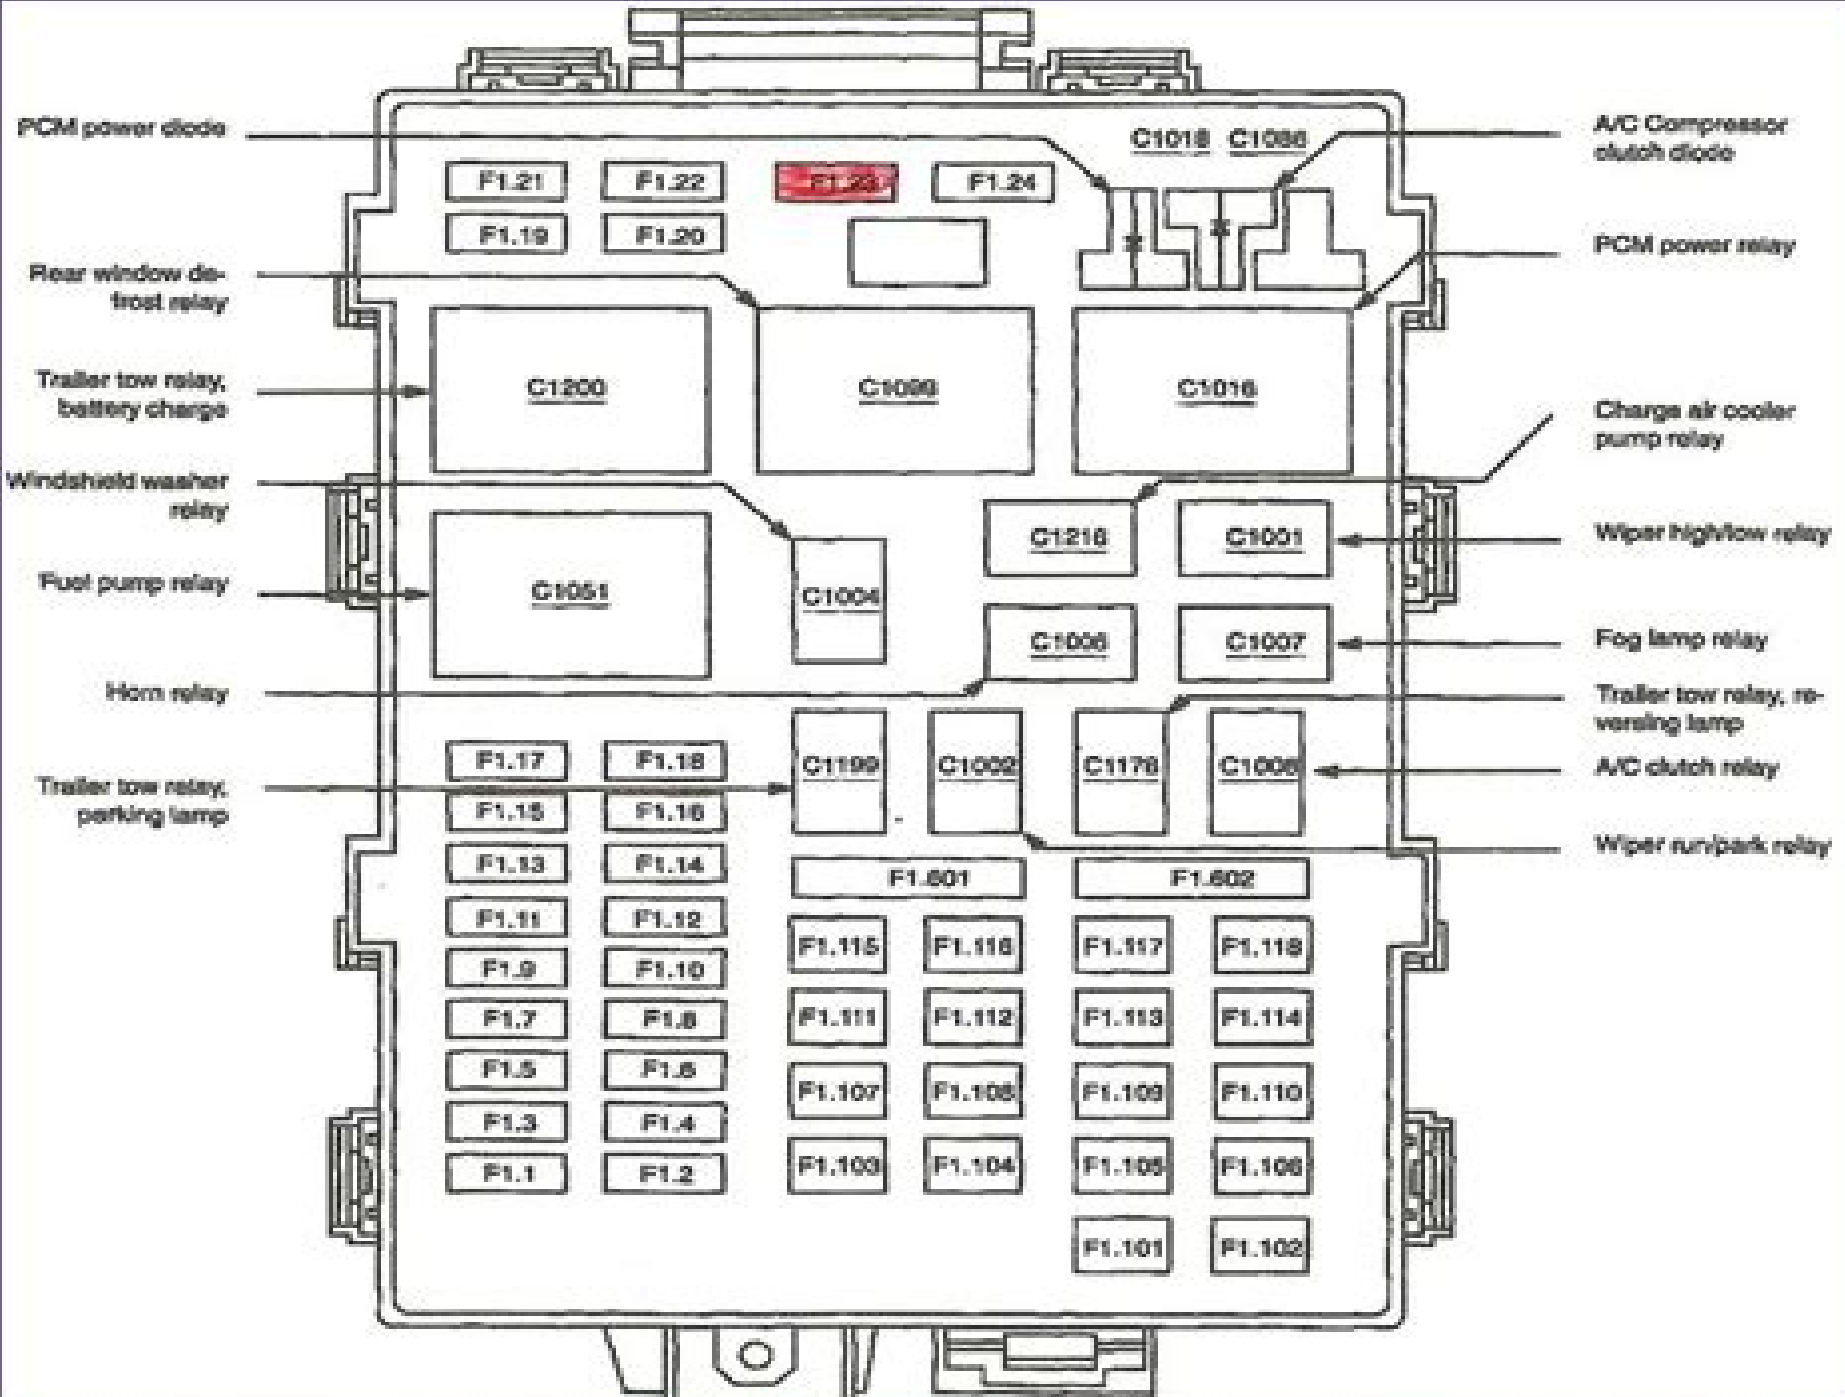 PCM power diode
C1018 C1086
A/C Compressor
clutch diode
F1.21
F1.22
F1.23
F1.24
F1.19
F1.20
PCM power relay
Rear window de-
frost relay
Trailer tow relay,
battery charge
C1200
C1099
C1016
Charge air cooler
pump relay
Windshield washer
relay
C1216
C1001
Wiper high/low relay
Fuel pump relay
C1051
C1004
C1006
C1007
Fog lamp relay
Horn relay
Trailer tow relay, re-
versing lamp
F1.17
F1.18
C1199
C1002
C1176
A/C clutch relay
Trailer tow relay,
parking lamp
F1.15
F1.16
Wiper run/park relay
F1.13
F1.14
F1.601
F1.602
F1.11
F1.12
F1.115
F1.116
F1.117
F1.118
F1.9
F1.10
F1.7
F1.8
F1.111
F1.112
F1.113
F1.114
F1.5
F1.6
F1.107
F1.108
F1.109
F1.110
F1.3
F1.4
F1.1
F1.2
F1.103
F1.104
F1.105
F1.106
F1.101
F1.102